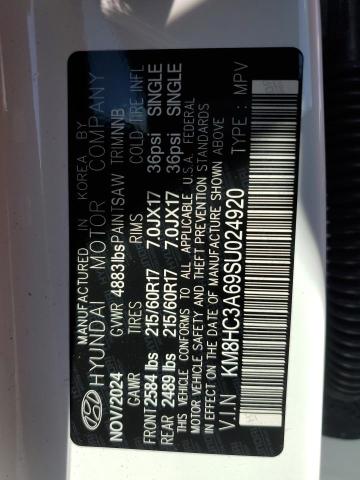 MANUFACTURED IN KOREA BY
HYUNDAI MOTOR COMPANY
NOV/2024 GVWR 4883lbs PAINT SAW TRIM NNB
GAWR TIRES RIMS COLD TIRE INFL
FRONT 2584 lbs 215/60R17 7.0JX17 36psi SINGLE
REAR 2489 lbs 215/60R17 7.0JX17 36psi SINGLE
THIS VEHICLE CONFORMS TO ALL APPLICABLE U.S.A. FEDERAL
MOTOR VEHICLE SAFETY AND THEFT PREVENTION STANDARDS
IN EFFECT ON THE DATE OF MANUFACTURE SHOWN ABOVE
V.I.N : KM8HC3A69SU024920 TYPE : MPV